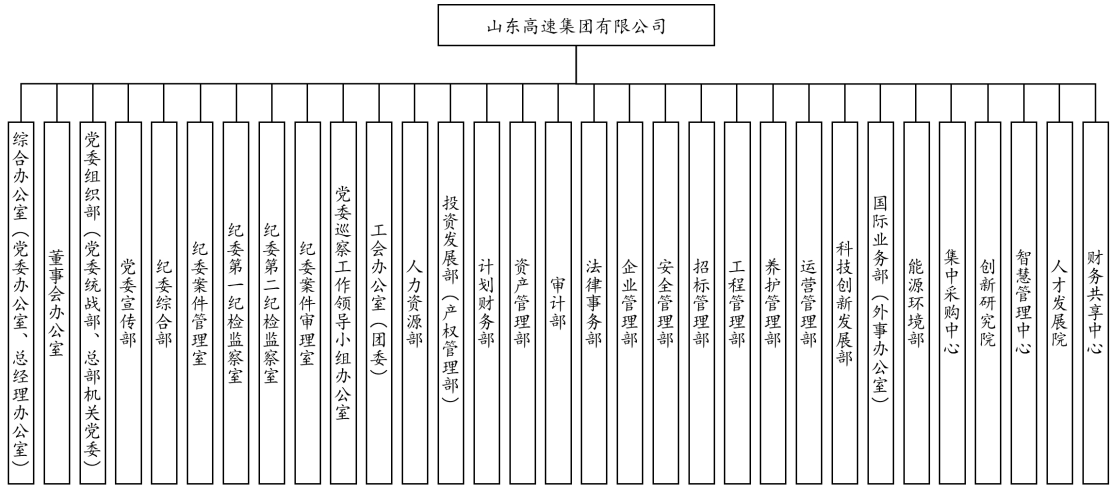 山东高速集团有限公司
综合办公室（党委办公室、总经理办公室）
董事会办公室
党委组织部（党委统战部、总部机关党委）
党委宣传部
纪委综合部
纪委案件管理室
纪委第一纪检监察室
纪委第二纪检监察室
纪委案件审理室
党委巡察工作领导小组办公室
工会办公室（团委）
人力资源部
投资发展部（产权管理部）
计划财务部
资产管理部
审计部
法律事务部
企业管理部
安全管理部
招标管理部
工程管理部
养护管理部
运营管理部
科技创新发展部
国际业务部（外事办公室）
能源环境部
集中采购中心
创新研究院
智慧管理中心
人才发展院
财务共享中心